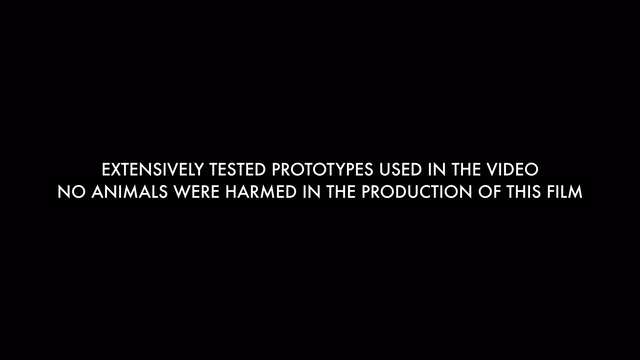 EXTENSIVELY TESTED PROTOTYPES USED IN THE VIDEO
NO ANIMALS WERE HARMED IN THE PRODUCTION OF THIS FILM